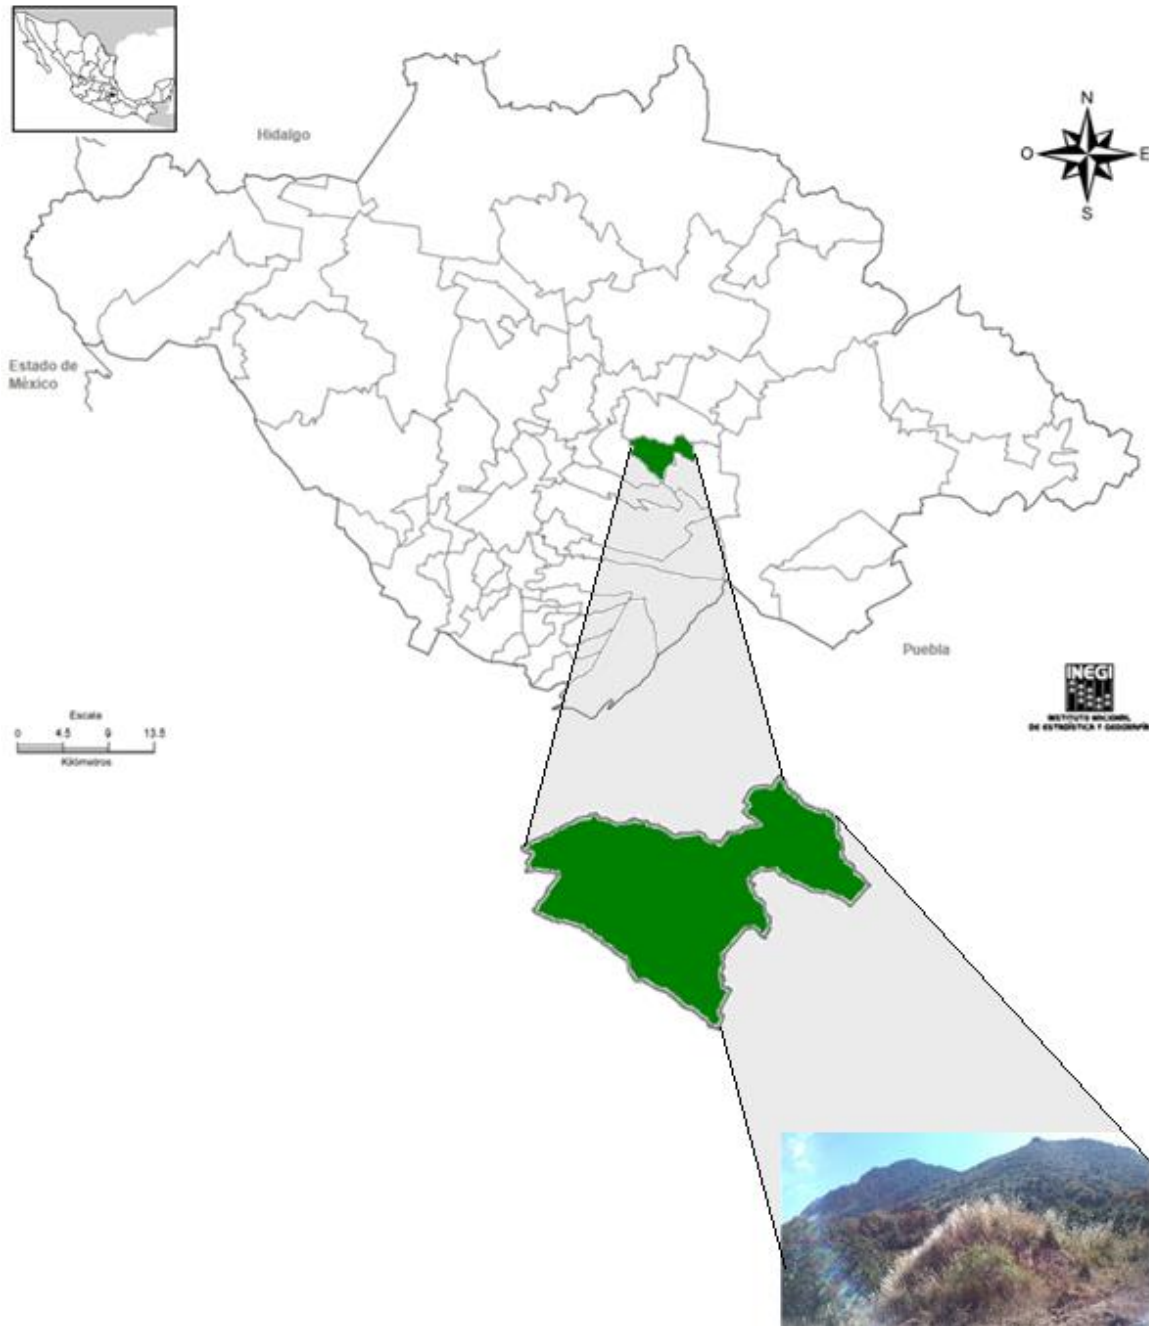 Hidalgo
N
O
E
S
Estado de
México
Puebla
INEGI
INSTITUTO NACIONAL
DE ESTADÍSTICA Y GEOGRAFÍA
Escala
0 4.5 9 13.5
Kilómetros